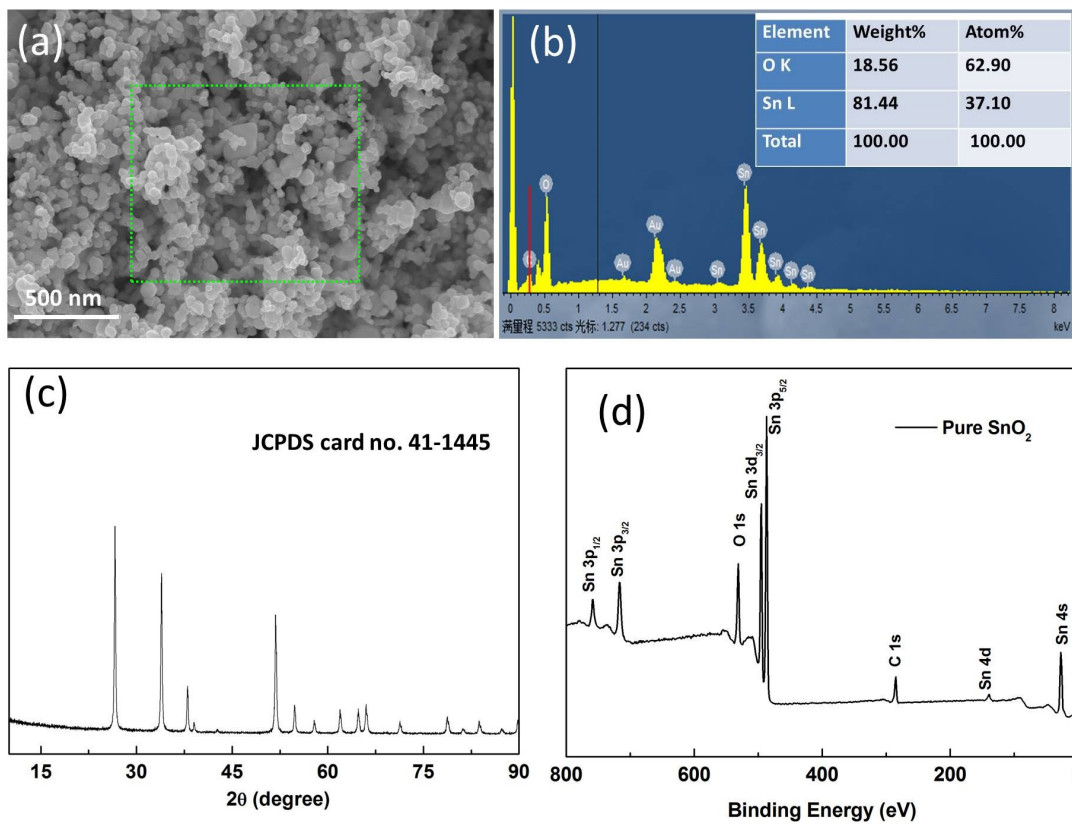 (a)
500 nm
(b)
Element Weight% Atom%
O K 18.56 62.90
Sn L 81.44 37.10
Total 100.00 100.00
O
Au
Au
Au
Sn
Sn
Sn
Sn
Sn
Sn
0 0.5 1 1.5 2 2.5 3 3.5 4 4.5 5 5.5 6 6.5 7 7.5 8
满量程 5333 cts 光标: 1.277 (234 cts)
keV
(c)
JCPDS card no. 41-1445
15 30 45 60 75 90
2θ (degree)
(d)
Pure SnO₂
Sn 3p₁/₂
Sn 3p₃/₂
O 1s
Sn 3d₃/₂
Sn 3p₅/₂
C 1s
Sn 4d
Sn 4s
800 600 400 200
Binding Energy (eV)